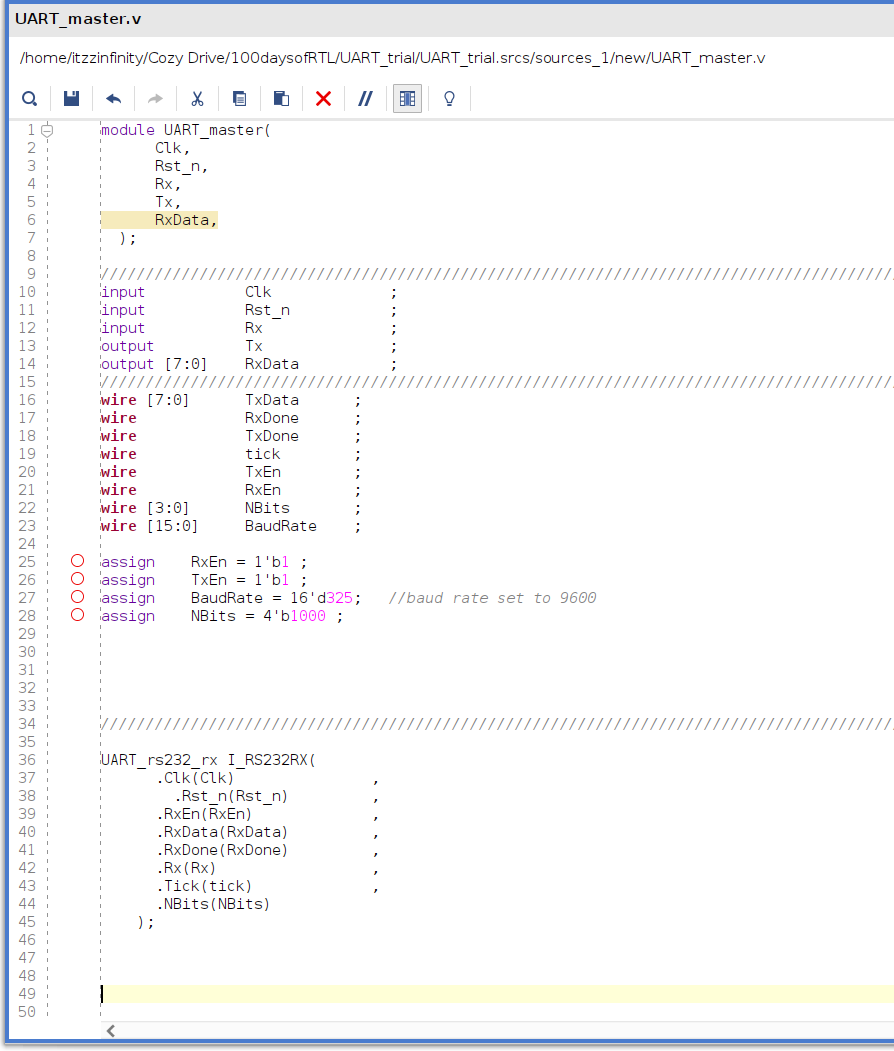 UART_master.v
/home/itzzinfinity/Cozy Drive/100daysofRTL/UART_trial/UART_trial.srcs/sources_1/new/UART_master.v
1 module UART_master(
2 Clk,
3 Rst_n,
4 Rx,
5 Tx,
6 RxData,
7 );
8
9 ////////////////////////////////////////////////////////////////////////////////////////
10 input Clk ;
11 input Rst_n ;
12 input Rx ;
13 output Tx ;
14 output [7:0] RxData ;
15 ////////////////////////////////////////////////////////////////////////////////////////
16 wire [7:0] TxData ;
17 wire RxDone ;
18 wire TxDone ;
19 wire tick ;
20 wire TxEn ;
21 wire RxEn ;
22 wire [3:0] NBits ;
23 wire [15:0] BaudRate ;
24
25 assign RxEn = 1'b1 ;
26 assign TxEn = 1'b1 ;
27 assign BaudRate = 16'd325; //baud rate set to 9600
28 assign NBits = 4'b1000 ;
29
30
31
32
33
34 ////////////////////////////////////////////////////////////////////////////////////////
35
36 UART_rs232_rx I_RS232RX(
37 .Clk(Clk) ,
38 .Rst_n(Rst_n) ,
39 .RxEn(RxEn) ,
40 .RxData(RxData) ,
41 .RxDone(RxDone) ,
42 .Rx(Rx) ,
43 .Tick(tick) ,
44 .NBits(NBits)
45 );
46
47
48
49
50